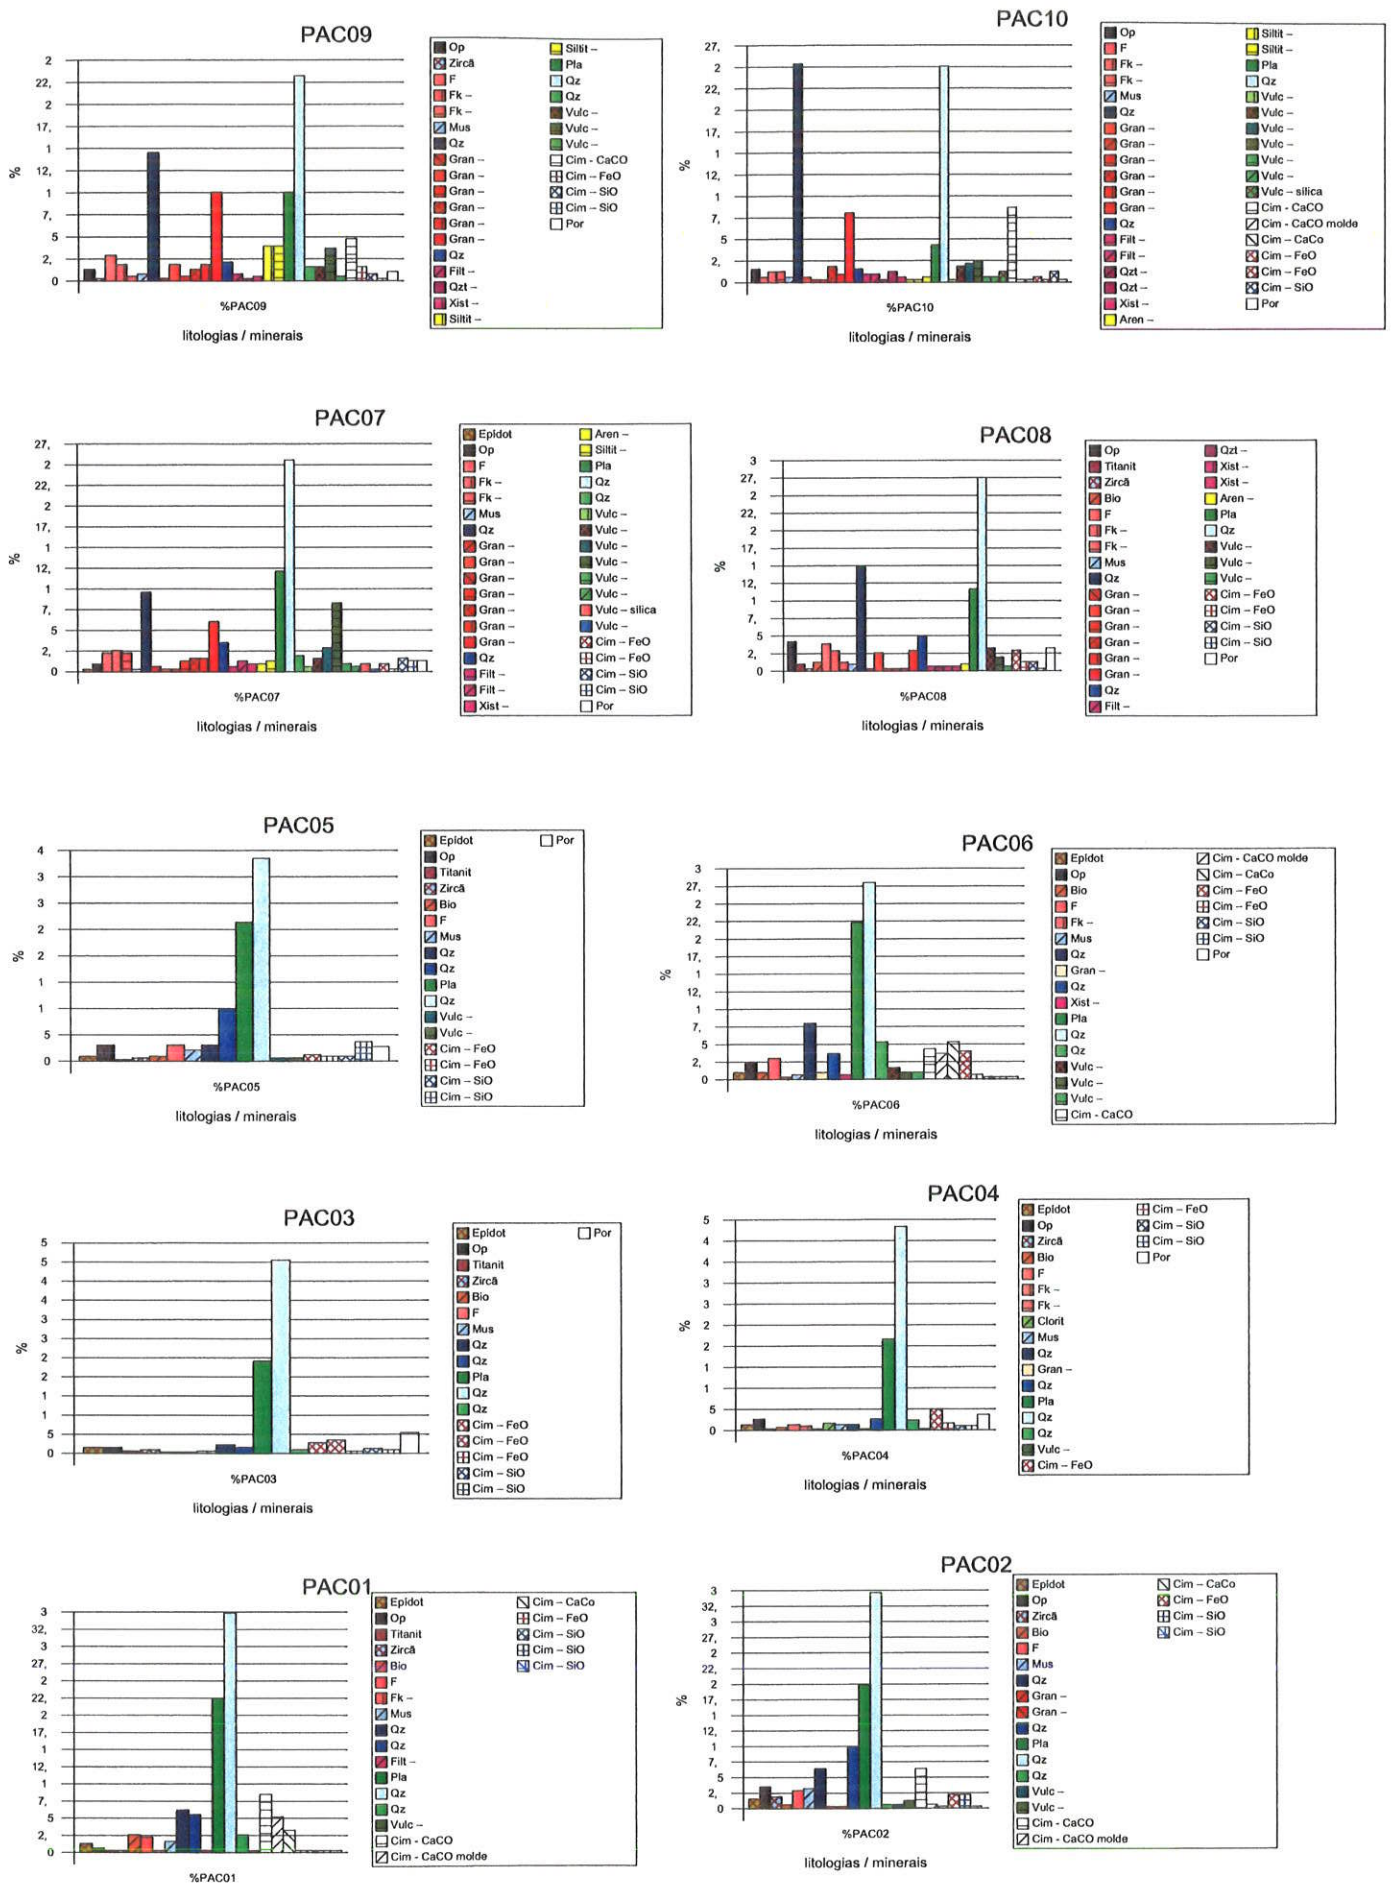 PAC09
%
2
22,
2
17,
1
12,
1
7,
5
2,
0
%PAC09
litologias / minerais
Op
Zircã
F
Fk –
Fk –
Mus
Qz
Gran –
Gran –
Gran –
Gran –
Gran –
Gran –
Qz
Filt –
Qzt –
Xist –
Siltit –
Siltit –
Pla
Qz
Qz
Vulc –
Vulc –
Vulc –
Cim - CaCO
Cim – FeO
Cim – SiO
Cim – SiO
Por
PAC10
%
27,
2
22,
2
17,
1
12,
1
7,
5
2,
0
%PAC10
litologias / minerais
Op
F
Fk –
Fk –
Mus
Qz
Gran –
Gran –
Gran –
Gran –
Gran –
Gran –
Qz
Filt –
Filt –
Qzt –
Qzt –
Xist –
Aren –
Siltit –
Siltit –
Pla
Qz
Vulc –
Vulc –
Vulc –
Vulc –
Vulc –
Vulc –
Vulc – silica
Cim - CaCO
Cim - CaCO molde
Cim – CaCo
Cim – FeO
Cim – FeO
Cim – SiO
Por
PAC07
%
27,
2
22,
2
17,
1
12,
1
7,
5
2,
0
%PAC07
litologias / minerais
Epídot
Op
F
Fk –
Fk –
Mus
Qz
Gran –
Gran –
Gran –
Gran –
Gran –
Gran –
Gran –
Qz
Filt –
Filt –
Xist –
Aren –
Siltit –
Pla
Qz
Qz
Vulc –
Vulc –
Vulc –
Vulc –
Vulc –
Vulc –
Vulc – silica
Vulc –
Cim – FeO
Cim – FeO
Cim – SiO
Cim – SiO
Por
PAC08
%
3
27,
2
22,
2
17,
1
12,
1
7,
5
2,
0
%PAC08
litologias / minerais
Op
Titanit
Zircã
Bio
F
Fk –
Fk –
Mus
Qz
Gran –
Gran –
Gran –
Gran –
Gran –
Gran –
Qz
Filt –
Qzt –
Xist –
Xist –
Aren –
Pla
Qz
Vulc –
Vulc –
Vulc –
Cim – FeO
Cim – FeO
Cim – SiO
Cim – SiO
Por
PAC05
%
4
3
3
2
2
1
1
5
0
%PAC05
litologias / minerais
Epídot
Op
Titanit
Zircã
Bio
F
Mus
Qz
Qz
Pla
Qz
Vulc –
Vulc –
Cim – FeO
Cim – FeO
Cim – SiO
Cim – SiO
Por
PAC06
%
3
27,
2
22,
2
17,
1
12,
1
7,
5
2,
0
%PAC06
litologias / minerais
Epídot
Op
Bio
F
Fk –
Mus
Qz
Gran –
Qz
Xist –
Pla
Qz
Qz
Vulc –
Vulc –
Vulc –
Cim - CaCO
Cim - CaCO molde
Cim – CaCo
Cim – FeO
Cim – FeO
Cim – SiO
Cim – SiO
Por
PAC03
%
5
5
4
4
3
3
2
2
1
1
5
0
%PAC03
litologias / minerais
Epídot
Op
Titanit
Zircã
Bio
F
Mus
Qz
Qz
Pla
Qz
Qz
Cim – FeO
Cim – FeO
Cim – FeO
Cim – SiO
Cim – SiO
Por
PAC04
%
5
4
4
3
3
2
2
1
1
5
0
%PAC04
litologias / minerais
Epídot
Op
Zircã
Bio
F
Fk –
Fk –
Clorit
Mus
Qz
Gran –
Qz
Pla
Qz
Qz
Vulc –
Cim – FeO
Cim – FeO
Cim – SiO
Cim – SiO
Por
PAC01
3
32,
3
27,
2
22,
2
17,
1
12,
1
7,
5
2,
0
%PAC01
Epídot
Op
Titanit
Zircã
Bio
F
Fk –
Mus
Qz
Qz
Filt –
Pla
Qz
Qz
Vulc –
Cim - CaCO
Cim - CaCO molde
Cim – CaCo
Cim – FeO
Cim – SiO
Cim – SiO
Cim – SiO
PAC02
%
3
32,
3
27,
2
22,
2
17,
1
12,
1
7,
5
2,
0
%PAC02
litologias / minerais
Epídot
Op
Zircã
Bio
F
Mus
Qz
Gran –
Gran –
Qz
Pla
Qz
Qz
Vulc –
Vulc –
Cim - CaCO
Cim - CaCO molde
Cim – CaCo
Cim – FeO
Cim – SiO
Cim – SiO